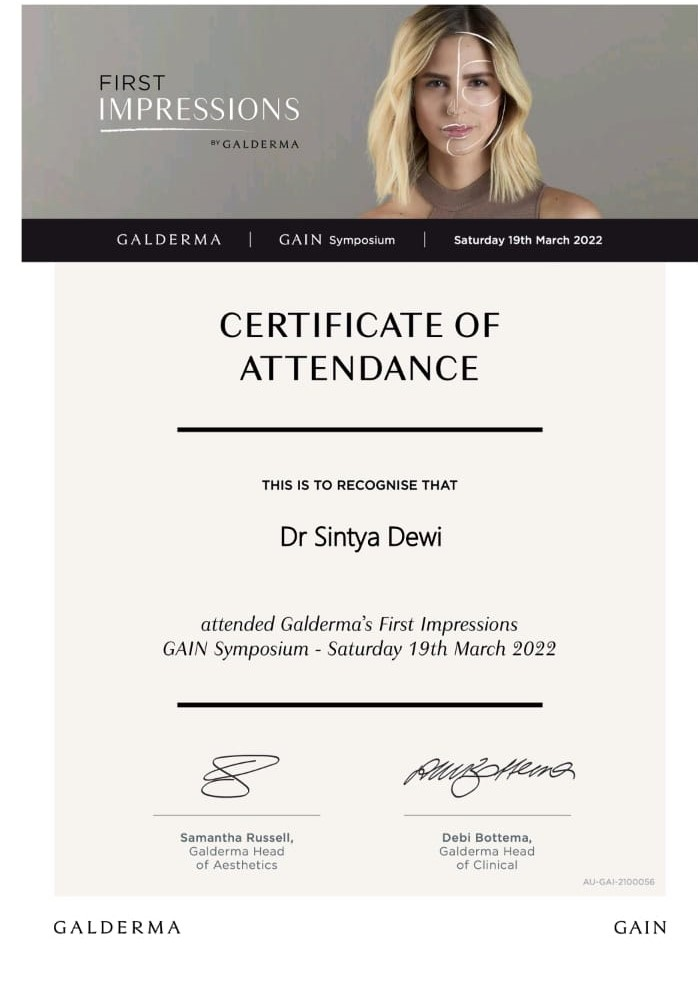 FIRST
IMPRESSIONS
BY GALDERMA
GALDERMA | GAIN Symposium | Saturday 19th March 2022
CERTIFICATE OF
ATTENDANCE
THIS IS TO RECOGNISE THAT
Dr Sintya Dewi
attended Galderma's First Impressions
GAIN Symposium - Saturday 19th March 2022
Samantha Russell,
Galderma Head
of Aesthetics
Debi Bottema,
Galderma Head
of Clinical
AU-GAI-2100056
GALDERMA
GAIN